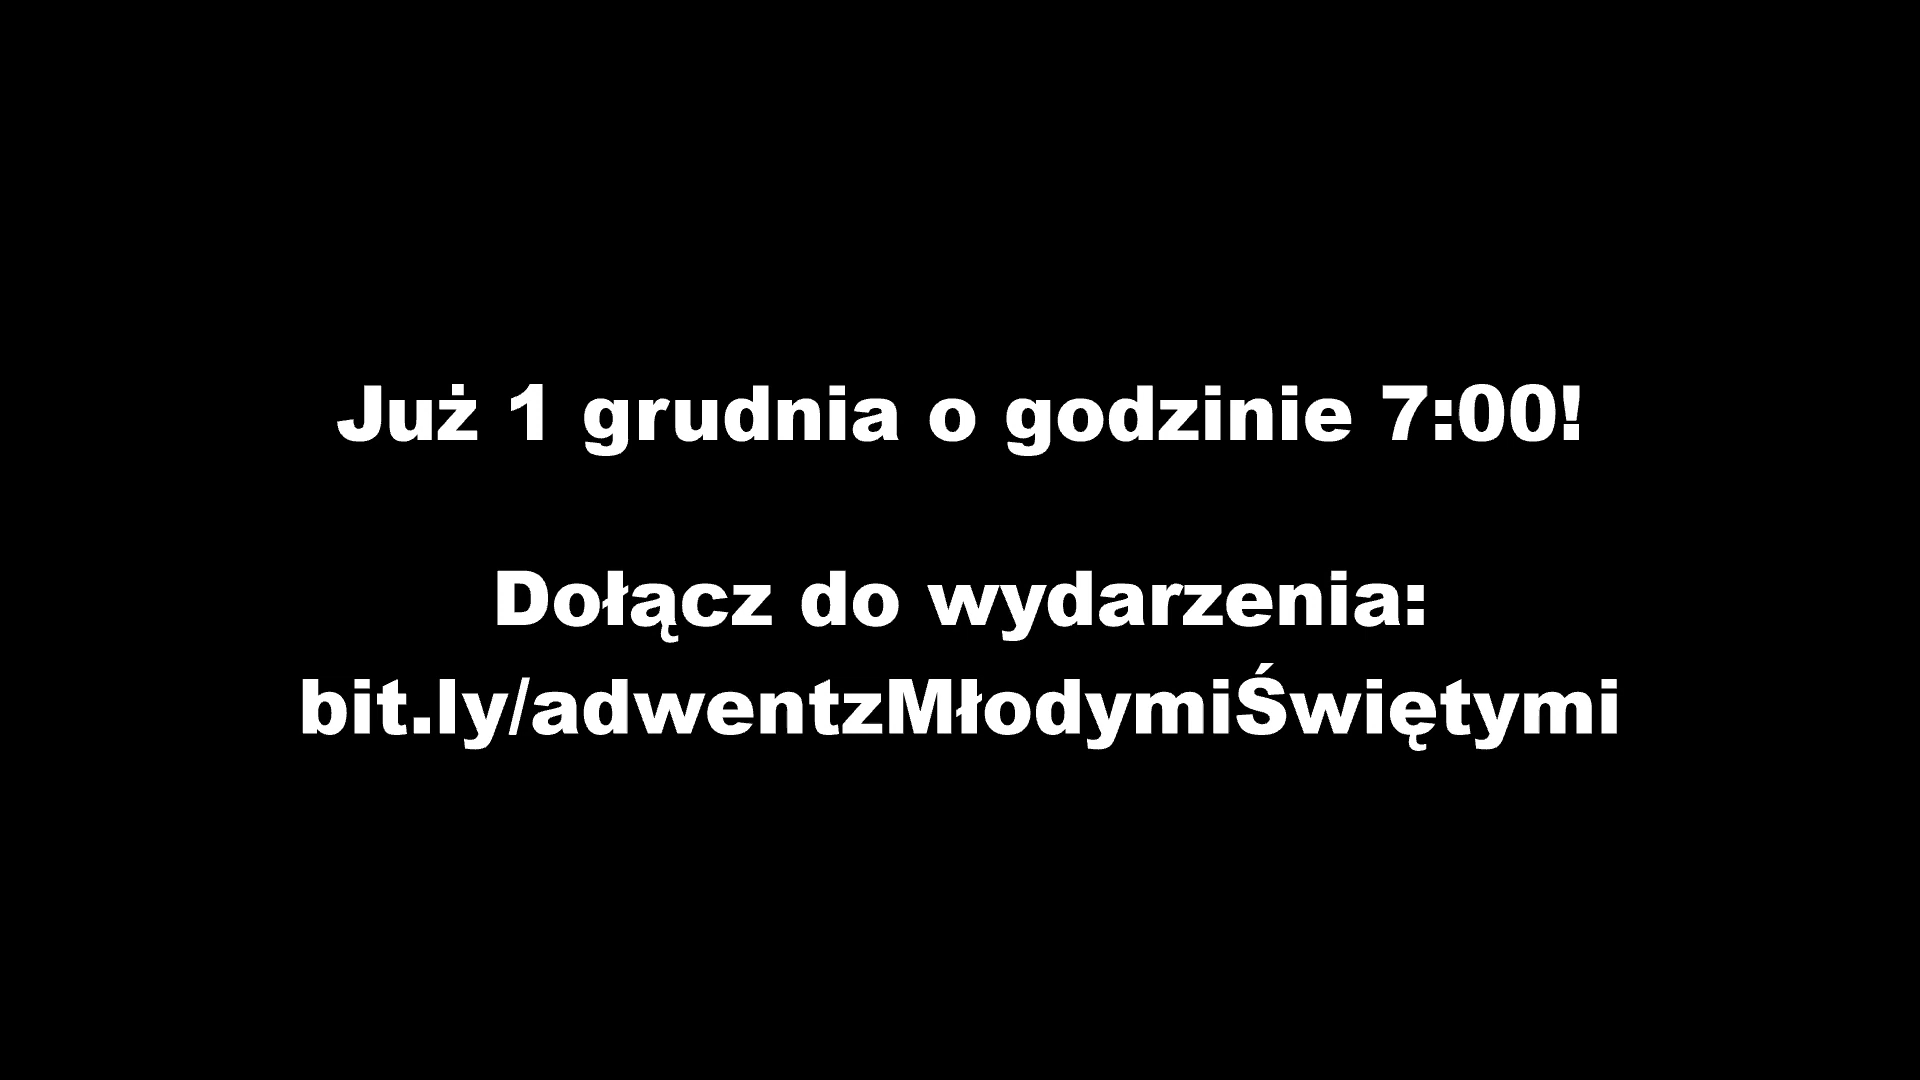 Już 1 grudnia o godzinie 7:00!
Dołącz do wydarzenia:
bit.ly/adwentzMłodymiŚwiętymi